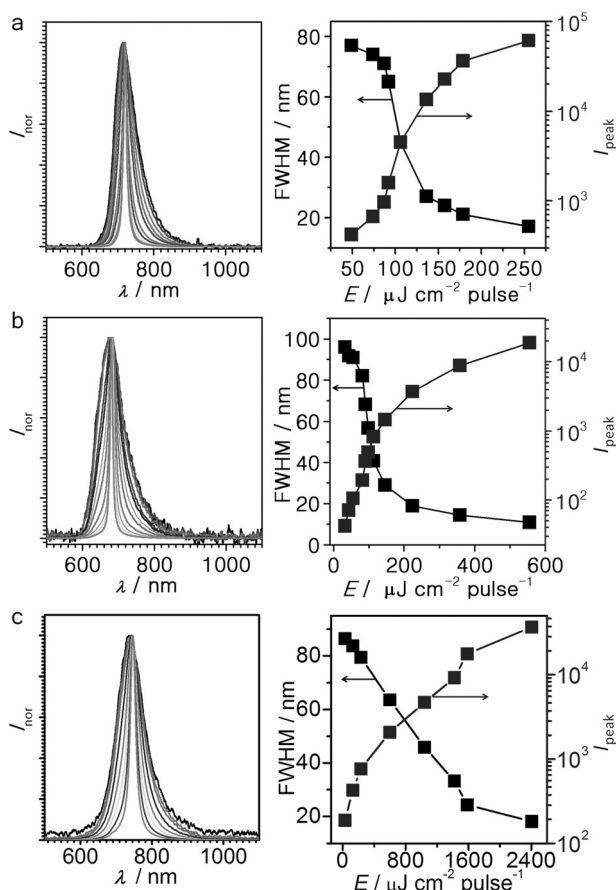 a
I_nor
600 800 1000
λ / nm
80
60
40
20
FWHM / nm
10^5
10^4
10^3
I_peak
50 100 150 200 250
E / μJ cm⁻² pulse⁻¹
b
I_nor
600 800 1000
λ / nm
100
80
60
40
20
0
FWHM / nm
10^4
10^3
10^2
I_peak
0 200 400 600
E / μJ cm⁻² pulse⁻¹
c
I_nor
600 800 1000
λ / nm
80
60
40
20
FWHM / nm
10^4
10^3
10^2
I_peak
0 800 1600 2400
E / μJ cm⁻² pulse⁻¹